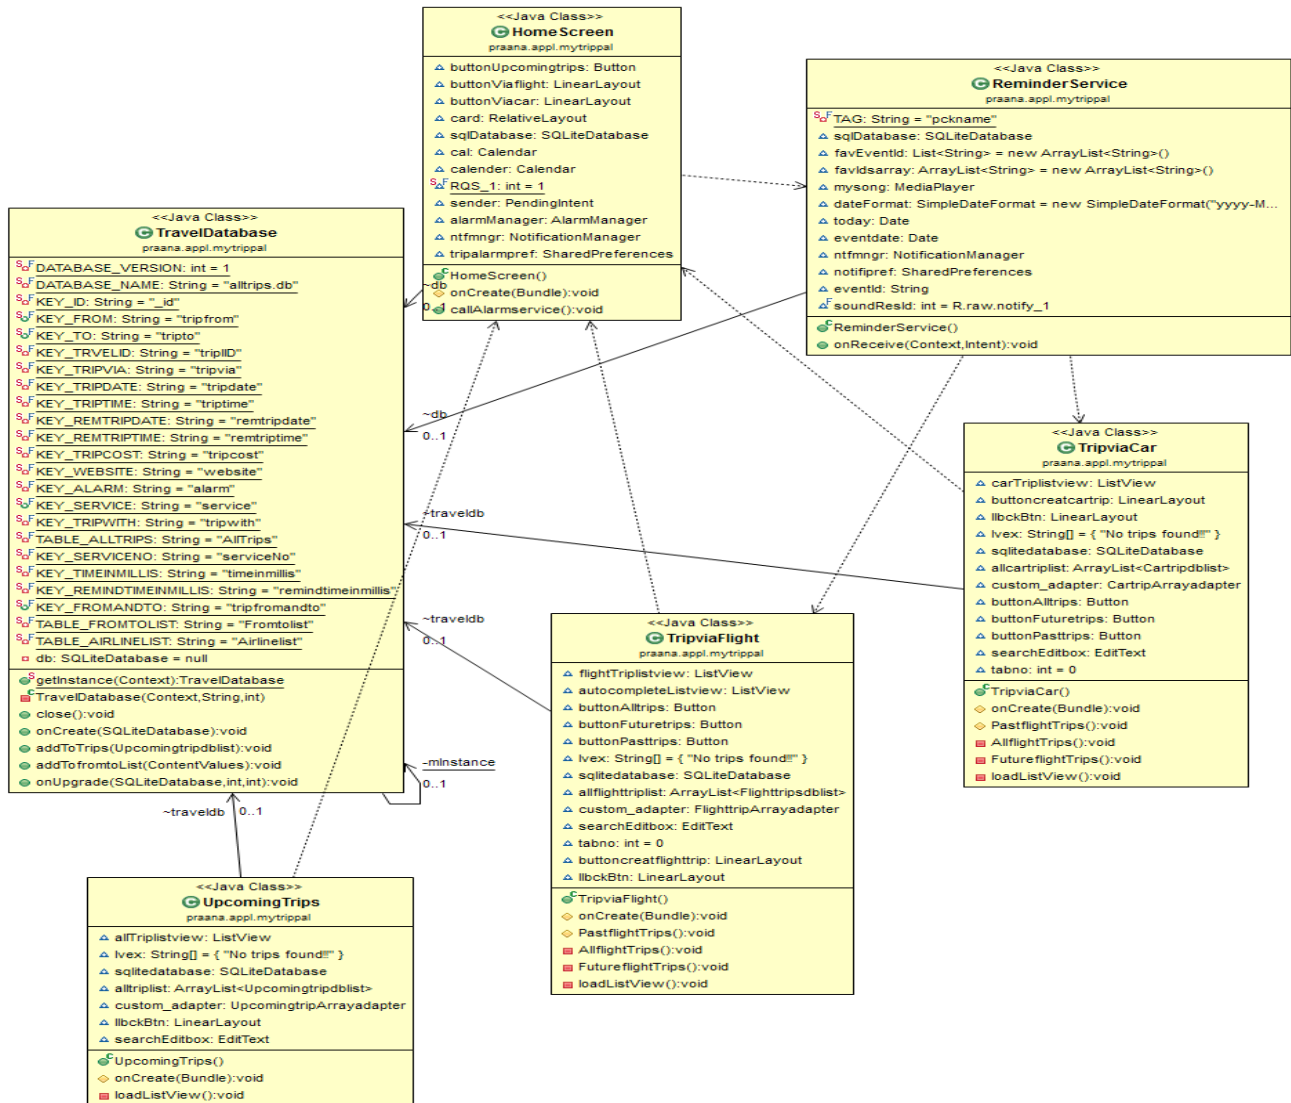 <<Java Class>>
HomeScreen
praana.appl.mytrippal
buttonUpcomingtrips: Button
buttonViaflight: LinearLayout
buttonViacar: LinearLayout
card: RelativeLayout
sqlDatabase: SQLiteDatabase
cal: Calendar
calender: Calendar
RQS_1: int = 1
sender: PendingIntent
alarmManager: AlarmManager
ntfmngr: NotificationManager
tripalarmpref: SharedPreferences
HomeScreen()
onCreate(Bundle):void
callAlarmservice():void
<<Java Class>>
ReminderService
praana.appl.mytrippal
TAG: String = "pckname"
sqlDatabase: SQLiteDatabase
favEventId: List<String> = new ArrayList<String>()
favIdsarray: ArrayList<String> = new ArrayList<String>()
mysong: MediaPlayer
dateFormat: SimpleDateFormat = new SimpleDateFormat("yyyy-M...
today: Date
eventdate: Date
ntfmngr: NotificationManager
notifipref: SharedPreferences
eventId: String
soundResId: int = R.raw.notify_1
ReminderService()
onReceive(Context,Intent):void
<<Java Class>>
TravelDatabase
praana.appl.mytrippal
DATABASE_VERSION: int = 1
DATABASE_NAME: String = "alltrips.db"
KEY_ID: String = "_id"
KEY_FROM: String = "tripfrom"
KEY_TO: String = "tripto"
KEY_TRVELID: String = "triplID"
KEY_TRIPVIA: String = "tripvia"
KEY_TRIPDATE: String = "tripdate"
KEY_TRIPTIME: String = "triptime"
KEY_REMTRIPDATE: String = "remtripdate"
KEY_REMTRIPTIME: String = "remtriptime"
KEY_TRIPCOST: String = "tripcost"
KEY_WEBSITE: String = "website"
KEY_ALARM: String = "alarm"
KEY_SERVICE: String = "service"
KEY_TRIPWITH: String = "tripwith"
TABLE_ALLTRIPS: String = "AllTrips"
KEY_SERVICENO: String = "serviceNo"
KEY_TIMEINMILLIS: String = "timeinmillis"
KEY_REMINDTIMEINMILLIS: String = "remindtimeinmillis"
KEY_FROMANDTO: String = "tripfromandto"
TABLE_FROMTOLIST: String = "Fromtolist"
TABLE_AIRLINELIST: String = "Airlinelist"
db: SQLiteDatabase = null
getInstance(Context):TravelDatabase
TravelDatabase(Context,String,int)
close():void
onCreate(SQLiteDatabase):void
addToTrips(Upcomingtripdblist):void
addTofromtoList(ContentValues):void
onUpgrade(SQLiteDatabase,int,int):void
~db
0..1
~db
0..1
~traveldb
0..1
~traveldb
0..1
-mInstance
0..1
~traveldb 0..1
<<Java Class>>
TripviaCar
praana.appl.mytrippal
carTriplistview: ListView
buttoncreatcartrip: LinearLayout
llbckBtn: LinearLayout
lvex: String[] = { "No trips found!!" }
sqlitedatabase: SQLiteDatabase
allcartriplist: ArrayList<Cartripdblist>
custom_adapter: CartripArrayadapter
buttonAlltrips: Button
buttonFuturetrips: Button
buttonPasttrips: Button
searchEditbox: EditText
tabno: int = 0
TripviaCar()
onCreate(Bundle):void
PastflightTrips():void
AllflightTrips():void
FutureflightTrips():void
loadListView():void
<<Java Class>>
TripviaFlight
praana.appl.mytrippal
flightTriplistview: ListView
autocompleteListview: ListView
buttonAlltrips: Button
buttonFuturetrips: Button
buttonPasttrips: Button
lvex: String[] = { "No trips found!!" }
sqlitedatabase: SQLiteDatabase
allflighttriplist: ArrayList<Flighttripsdblist>
custom_adapter: FlighttripArrayadapter
searchEditbox: EditText
tabno: int = 0
buttoncreatflighttrip: LinearLayout
llbckBtn: LinearLayout
TripviaFlight()
onCreate(Bundle):void
PastflightTrips():void
AllflightTrips():void
FutureflightTrips():void
loadListView():void
<<Java Class>>
UpcomingTrips
praana.appl.mytrippal
allTriplistview: ListView
lvex: String[] = { "No trips found!!" }
sqlitedatabase: SQLiteDatabase
alltriplist: ArrayList<Upcomingtripdblist>
custom_adapter: UpcomingtripArrayadapter
llbckBtn: LinearLayout
searchEditbox: EditText
UpcomingTrips()
onCreate(Bundle):void
loadListView():void